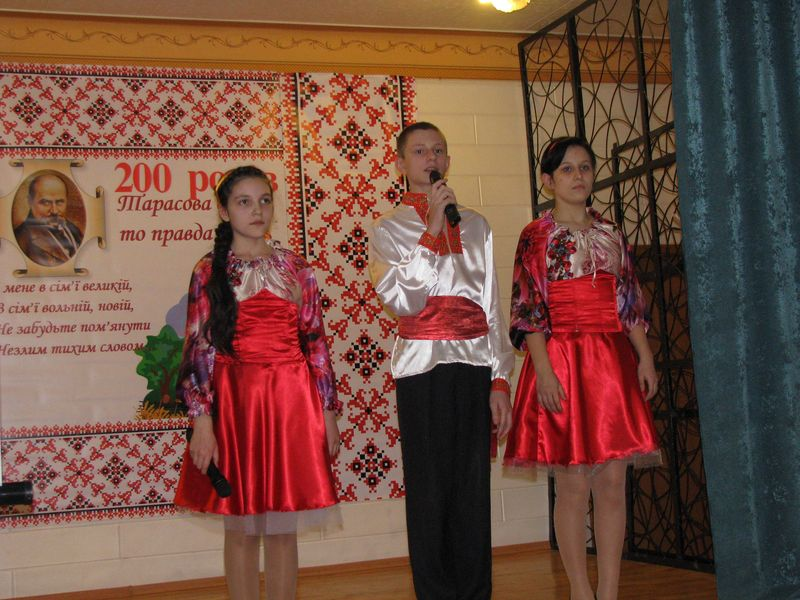 200 років
Тарасова
то правда
мене в сім'ї великій,
В сім'ї вольній, новій,
Не забудьте пом'янути
Незлим тихим словом